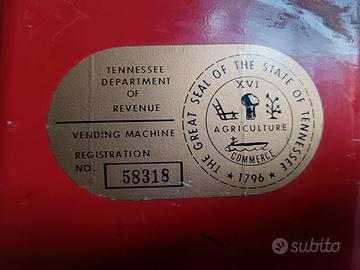 TENNESSEE
DEPARTMENT
OF
REVENUE
VENDING MACHINE
REGISTRATION
NO. 58318
THE GREAT SEAL OF THE STATE OF TENNESSEE
XVI
AGRICULTURE
COMMERCE
★ 1796 ★
subito